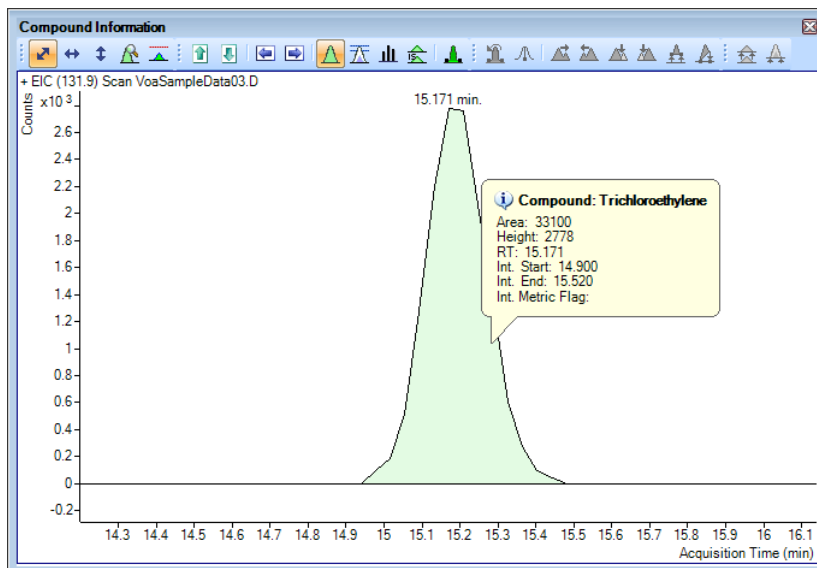 Compound Information
IS
+ EIC (131.9) Scan VoaSampleData03.D
Counts
x10 3
15.171 min.
2.6
2.4
2.2
2
1.8
1.6
1.4
1.2
1
0.8
0.6
0.4
0.2
0
-0.2
Compound: Trichloroethylene
Area: 33100
Height: 2778
RT: 15.171
Int. Start: 14.900
Int. End: 15.520
Int. Metric Flag:
14.3 14.4 14.5 14.6 14.7 14.8 14.9 15 15.1 15.2 15.3 15.4 15.5 15.6 15.7 15.8 15.9 16 16.1
Acquisition Time (min)